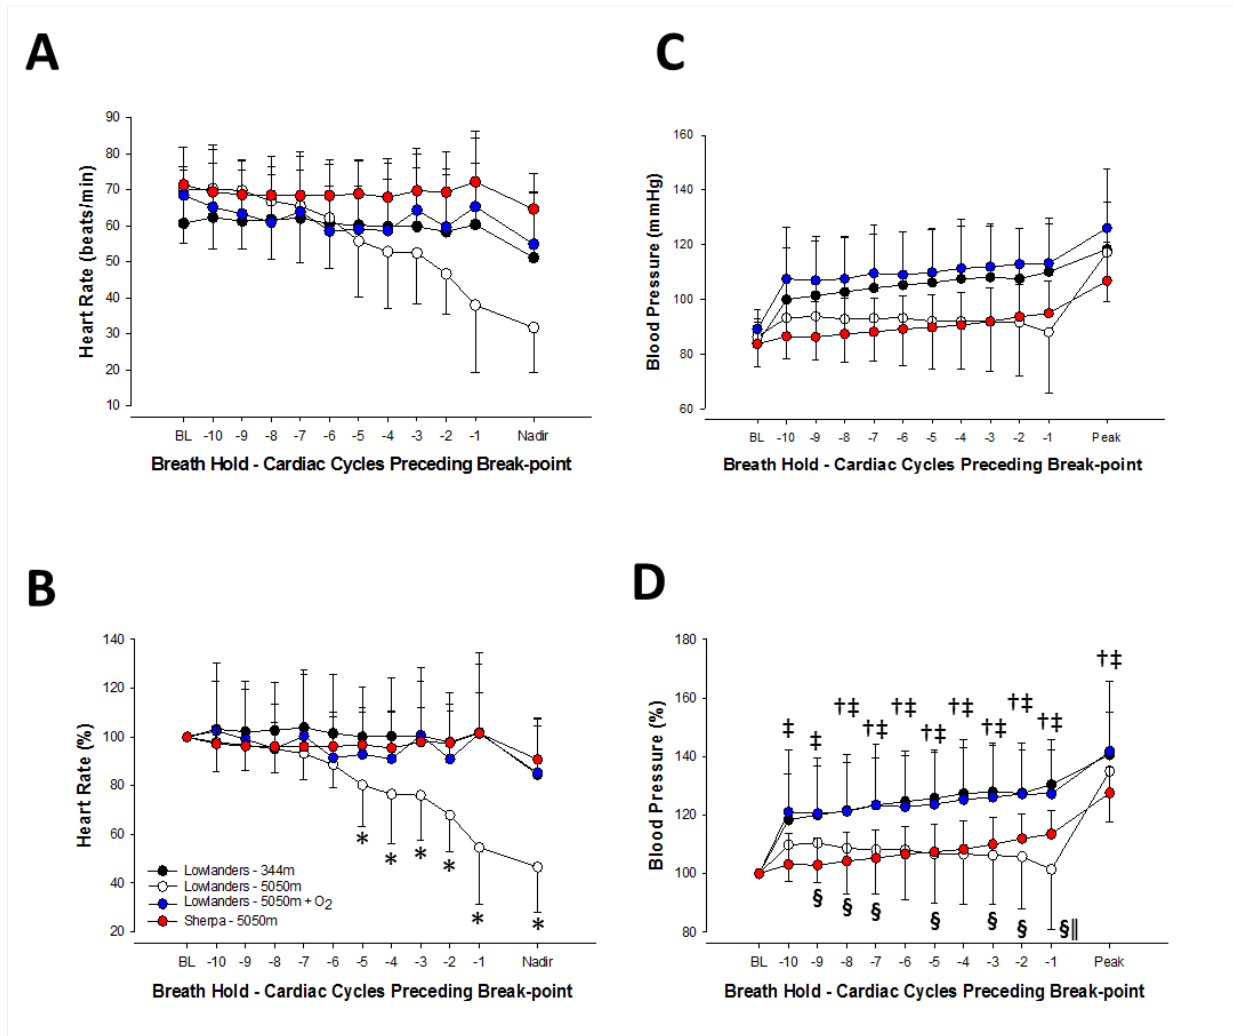 A
90
80
70
60
50
40
30
20
10
Heart Rate (beats/min)
BL -10 -9 -8 -7 -6 -5 -4 -3 -2 -1 Nadir
Breath Hold - Cardiac Cycles Preceding Break-point
C
160
140
120
100
80
60
Blood Pressure (mmHg)
BL -10 -9 -8 -7 -6 -5 -4 -3 -2 -1 Peak
Breath Hold - Cardiac Cycles Preceding Break-point
B
140
120
100
80
60
40
20
Heart Rate (%)
* * * * * *
Lowlanders - 344m
Lowlanders - 5050m
Lowlanders - 5050m + O2
Sherpa - 5050m
BL -10 -9 -8 -7 -6 -5 -4 -3 -2 -1 Nadir
Breath Hold - Cardiac Cycles Preceding Break-point
D
180
160
140
120
100
80
Blood Pressure (%)
‡ ‡ †‡ †‡ †‡ †‡ †‡ †‡ †‡ †‡ †‡
§ § § § § § §‖
BL -10 -9 -8 -7 -6 -5 -4 -3 -2 -1 Peak
Breath Hold - Cardiac Cycles Preceding Break-point